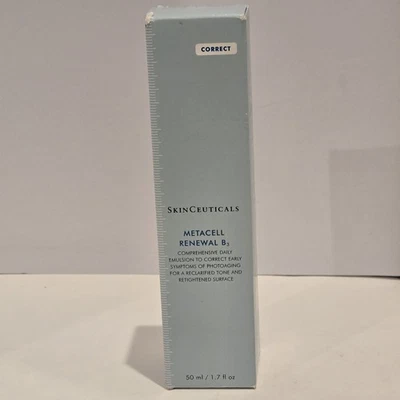 CORRECT
SKINCEUTICALS
METACELL
RENEWAL B3
COMPREHENSIVE DAILY
EMULSION TO CORRECT EARLY
SYMPTOMS OF PHOTOAGING
FOR A RECLARIFIED TONE AND
RETIGHTENED SURFACE
50 ml / 1.7 fl oz